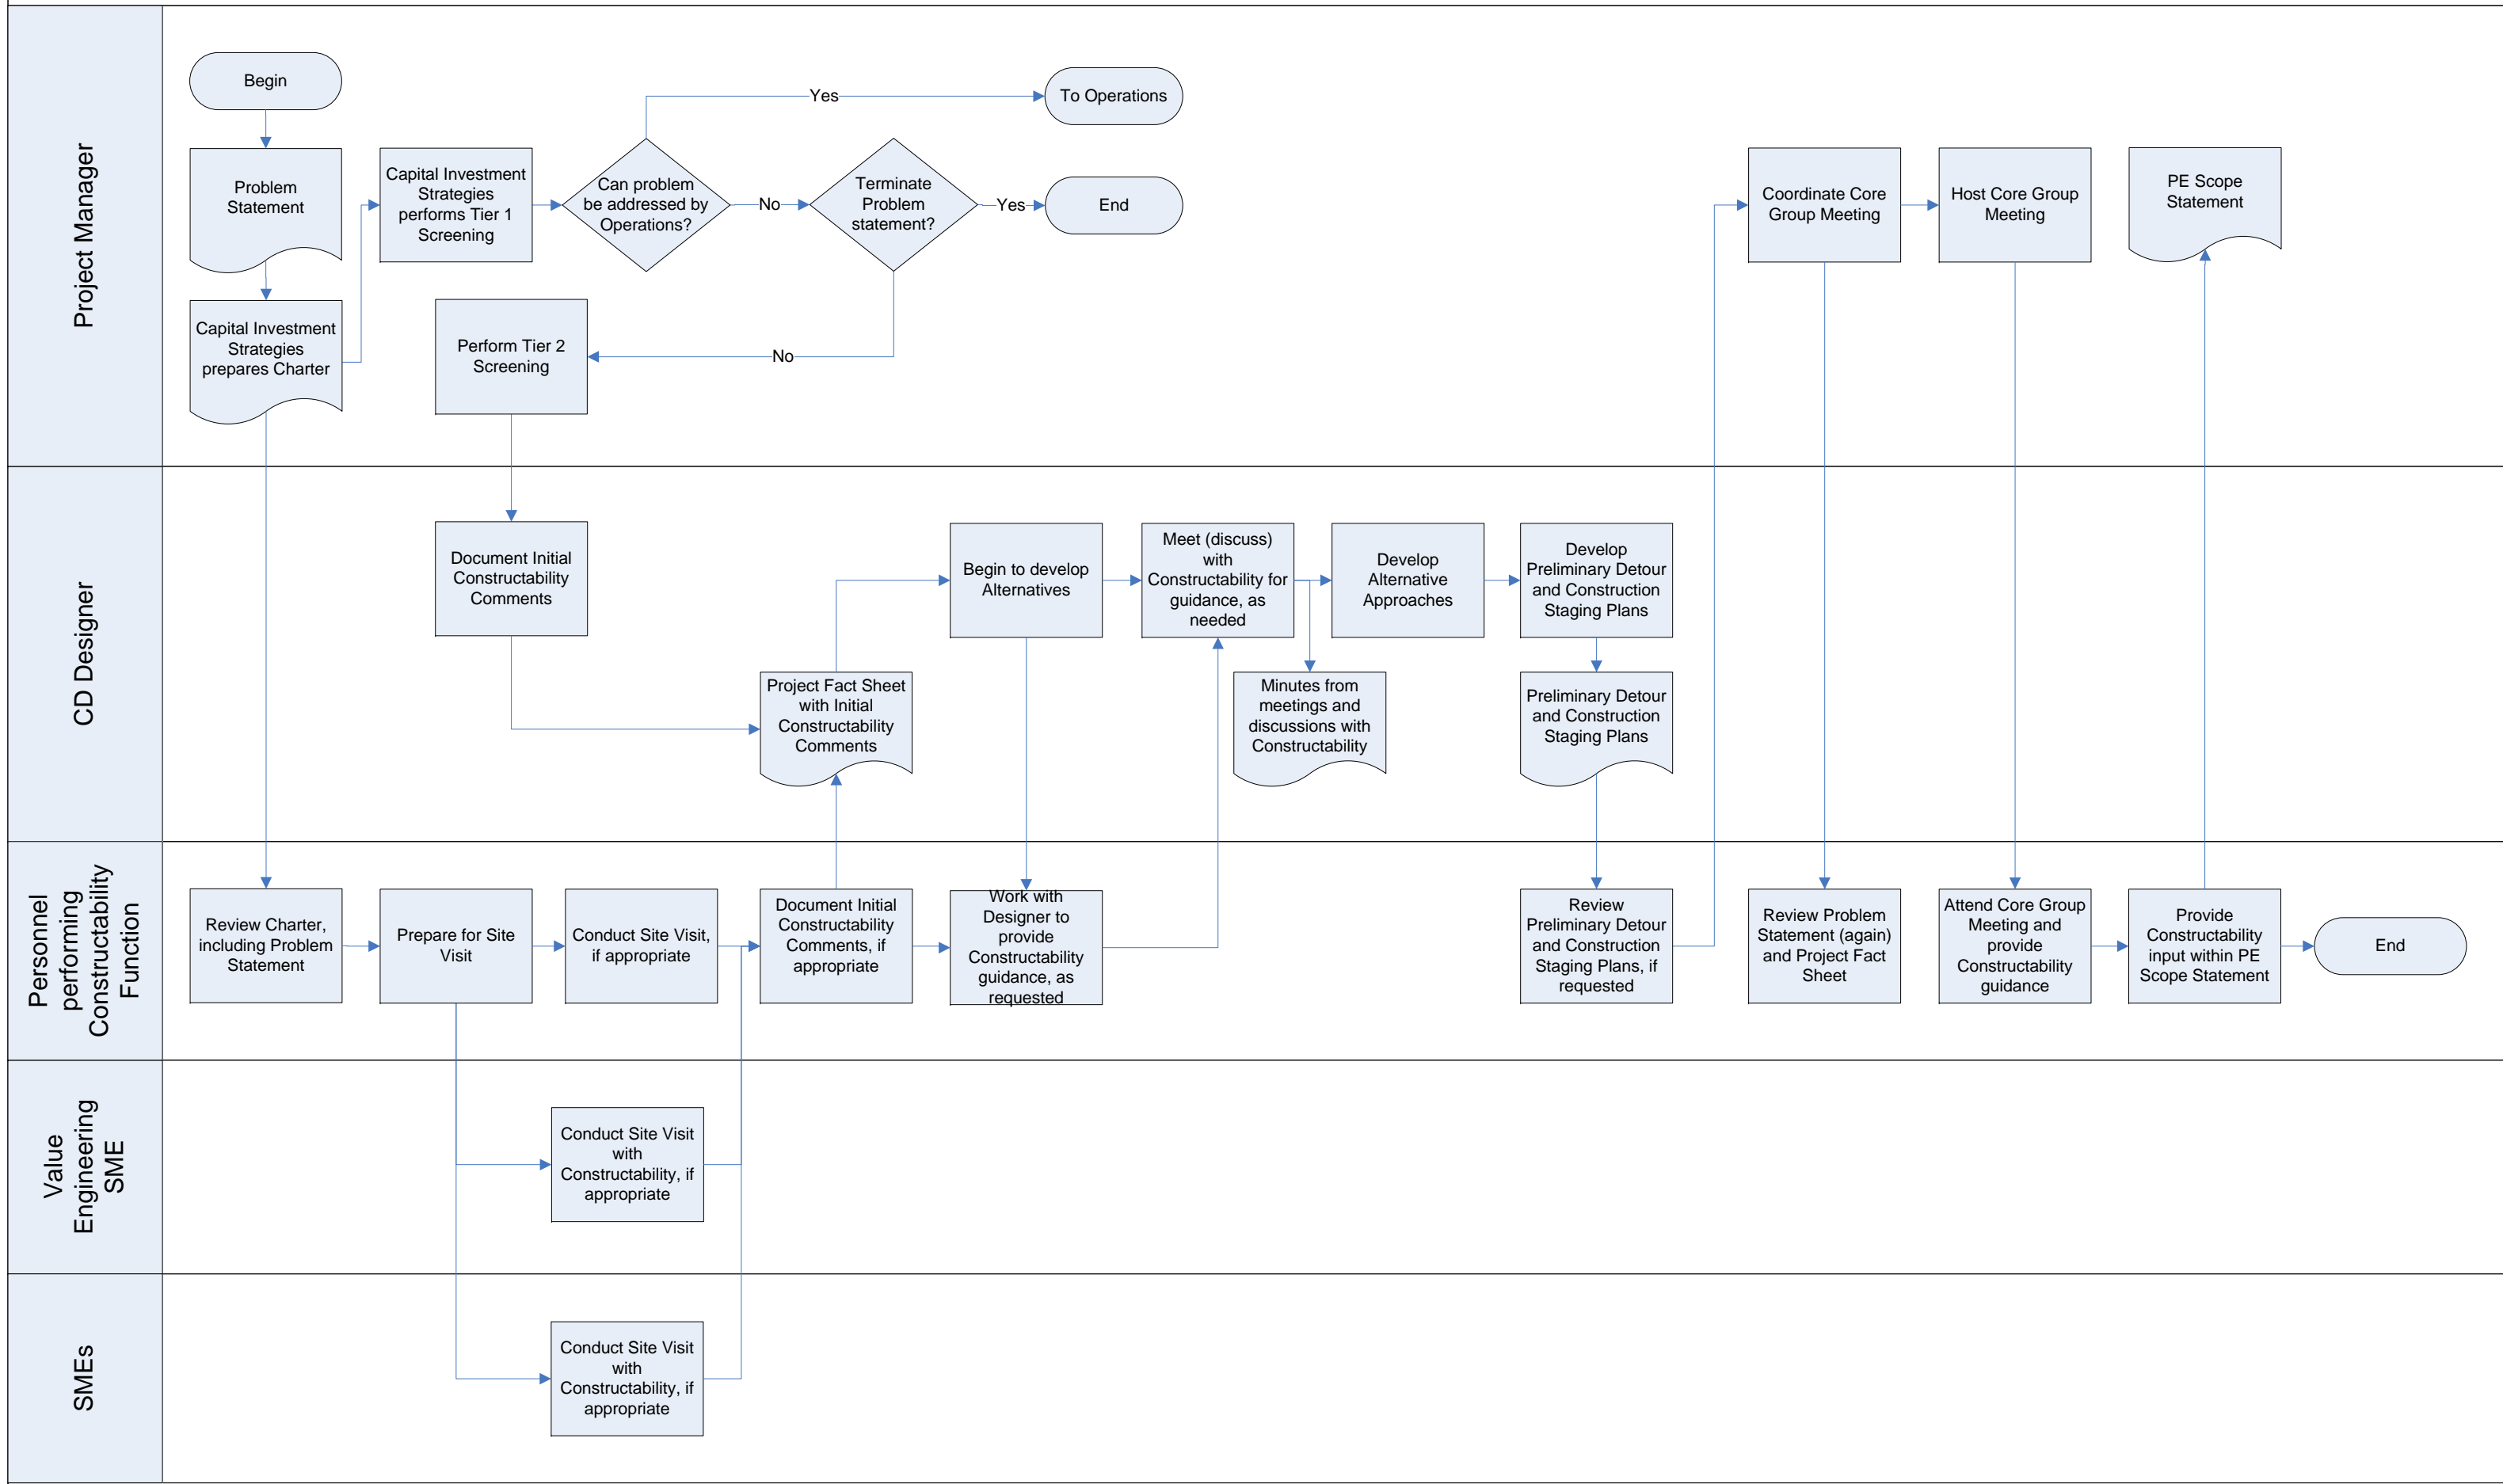 Project Manager
Begin
Problem
Statement
Capital Investment
Strategies
prepares Charter
Capital Investment
Strategies
performs Tier 1
Screening
Can problem
be addressed by
Operations?
Yes
To Operations
No
Terminate
Problem
statement?
Yes
End
No
Perform Tier 2
Screening
Coordinate Core
Group Meeting
Host Core Group
Meeting
PE Scope
Statement
CD Designer
Document Initial
Constructability
Comments
Project Fact Sheet
with Initial
Constructability
Comments
Begin to develop
Alternatives
Meet (discuss)
with
Constructability for
guidance, as
needed
Minutes from
meetings and
discussions with
Constructability
Develop
Alternative
Approaches
Develop
Preliminary Detour
and Construction
Staging Plans
Preliminary Detour
and Construction
Staging Plans
Personnel
performing
Constructability
Function
Review Charter,
including Problem
Statement
Prepare for Site
Visit
Conduct Site Visit,
if appropriate
Document Initial
Constructability
Comments, if
appropriate
Work with
Designer to
provide
Constructability
guidance, as
requested
Review
Preliminary Detour
and Construction
Staging Plans, if
requested
Review Problem
Statement (again)
and Project Fact
Sheet
Attend Core Group
Meeting and
provide
Constructability
guidance
Provide
Constructability
input within PE
Scope Statement
End
Value
Engineering
SME
Conduct Site Visit
with
Constructability, if
appropriate
SMEs
Conduct Site Visit
with
Constructability, if
appropriate